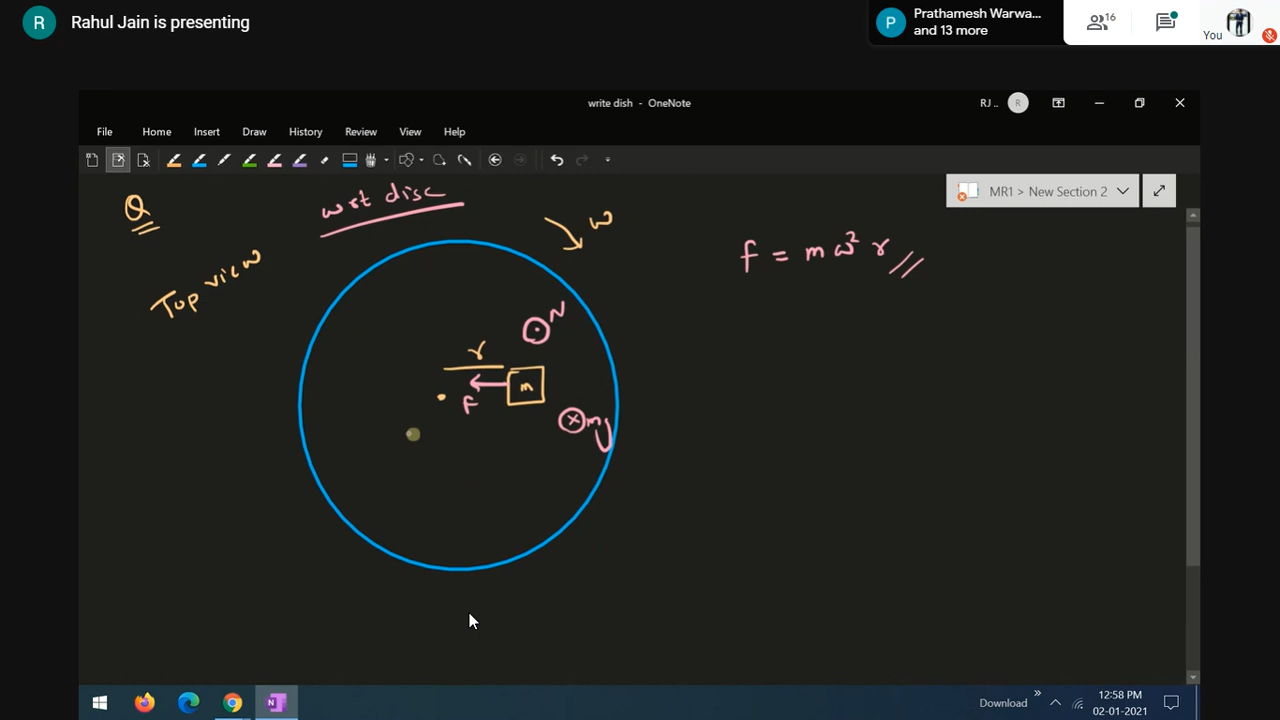 R Rahul Jain is presenting
P Prathamesh Warwa...
and 13 more
16
You
write dish - OneNote
RJ ..
R
File Home Insert Draw History Review View Help
MR1 > New Section 2
Q
wrt disc
ω
Top view
f = mω² r //
N
r
m
f
mg
Download
12:58 PM
02-01-2021